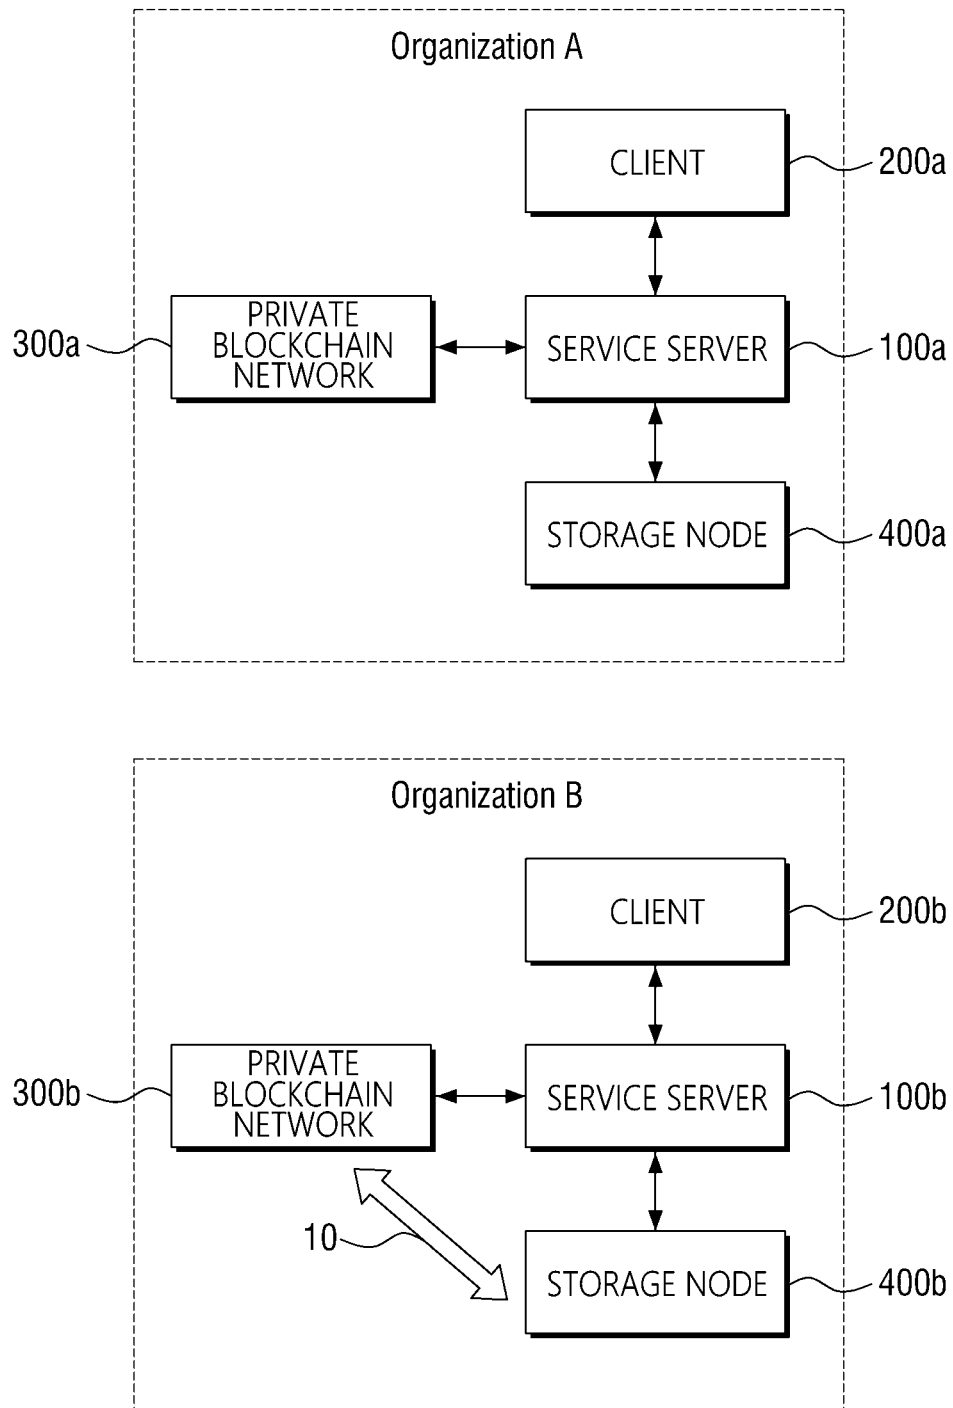 Organization A
CLIENT
200a
PRIVATE
BLOCKCHAIN
NETWORK
300a
SERVICE SERVER
100a
STORAGE NODE
400a
Organization B
CLIENT
200b
PRIVATE
BLOCKCHAIN
NETWORK
300b
SERVICE SERVER
100b
10
STORAGE NODE
400b